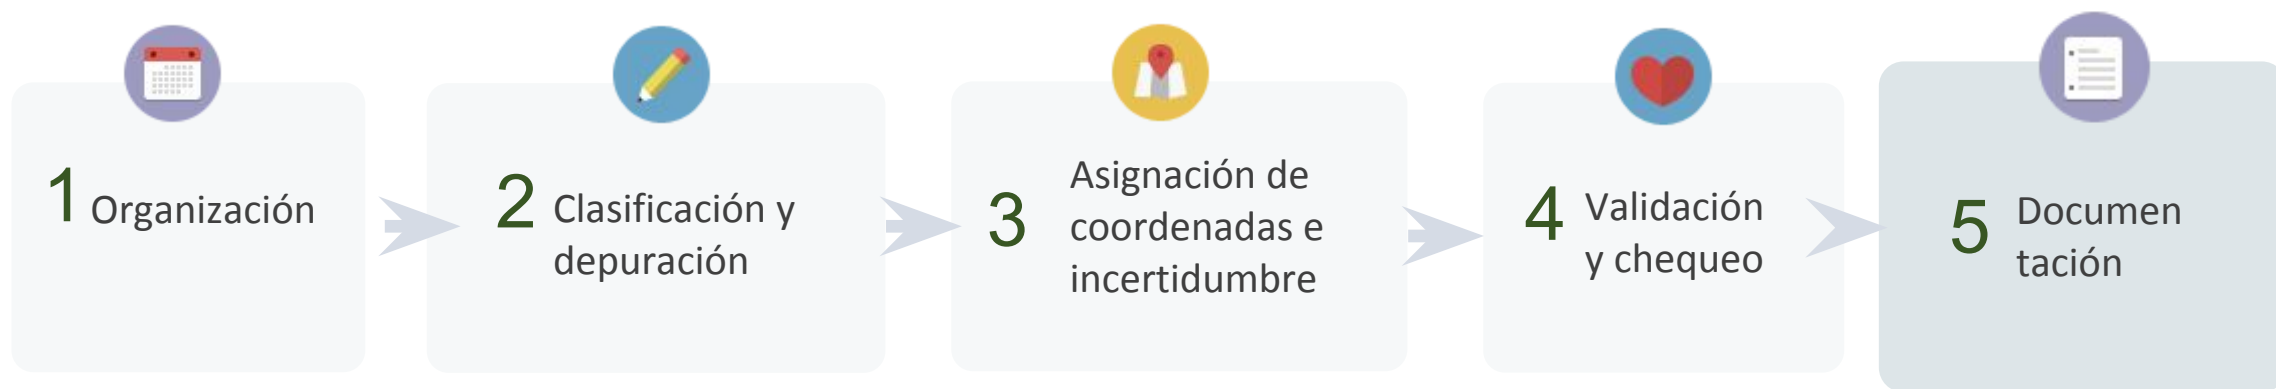 1 Organización
2 Clasificación y
depuración
3 Asignación de
coordenadas e
incertidumbre
4 Validación
y chequeo
5 Documen
tación